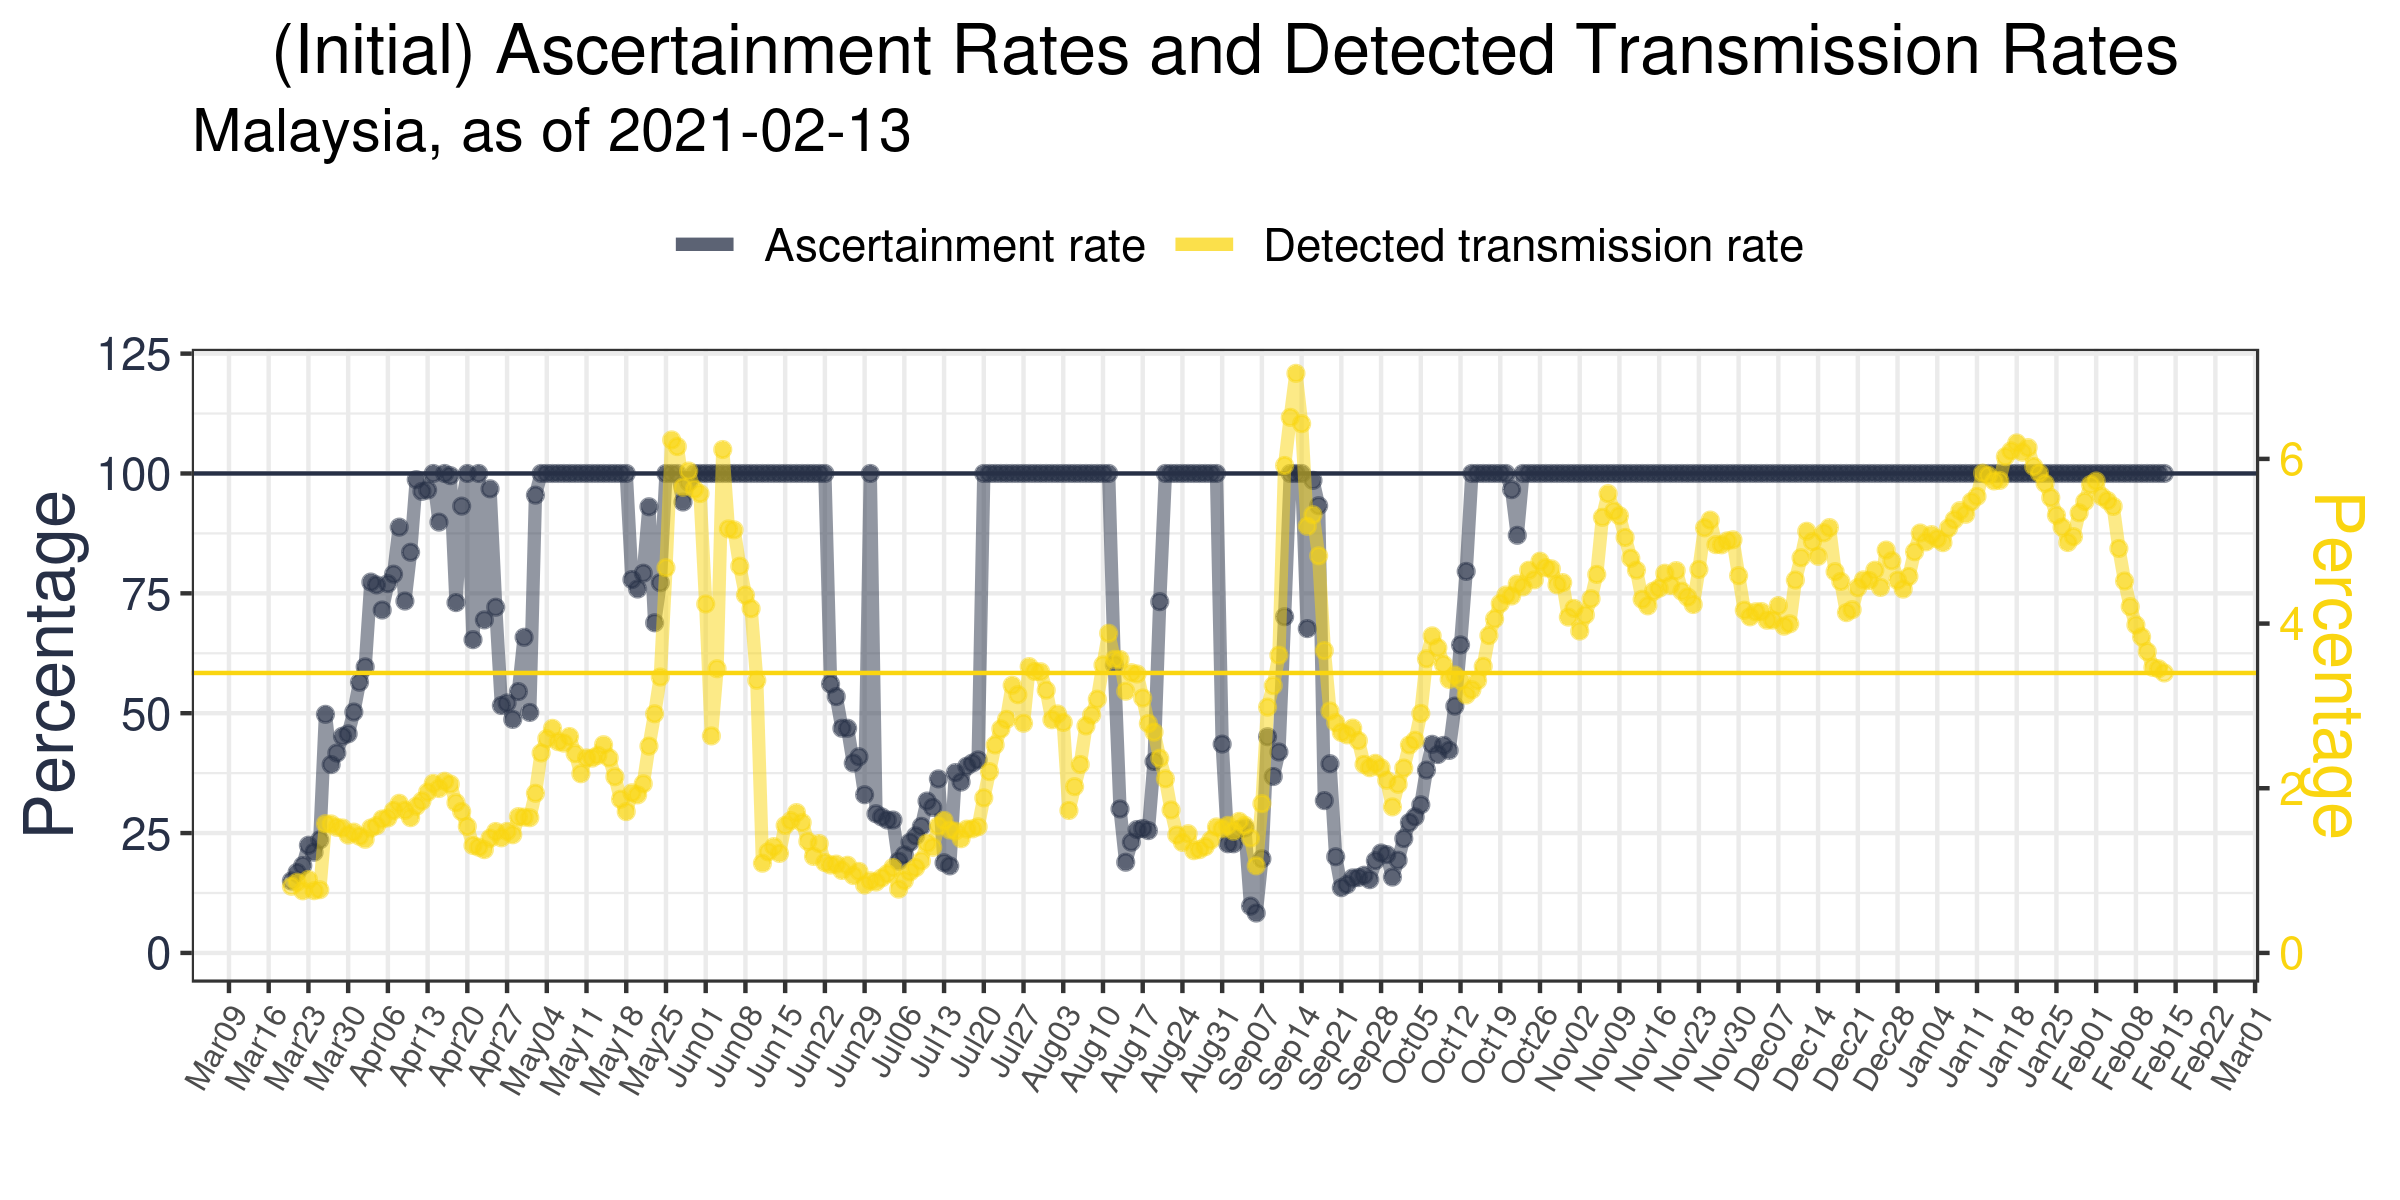 (Initial) Ascertainment Rates and Detected Transmission Rates
Malaysia, as of 2021-02-13
Ascertainment rate Detected transmission rate
125
100
75
50
25
0
Percentage
6
4
2
0
Percentage
Mar09 Mar16 Mar23 Mar30 Apr06 Apr13 Apr20 Apr27 May04 May11 May18 May25 Jun01 Jun08 Jun15 Jun22 Jun29 Jul06 Jul13 Jul20 Jul27 Aug03 Aug10 Aug17 Aug24 Aug31 Sep07 Sep14 Sep21 Sep28 Oct05 Oct12 Oct19 Oct26 Nov02 Nov09 Nov16 Nov23 Nov30 Dec07 Dec14 Dec21 Dec28 Jan04 Jan11 Jan18 Jan25 Feb01 Feb08 Feb15 Feb22 Mar01